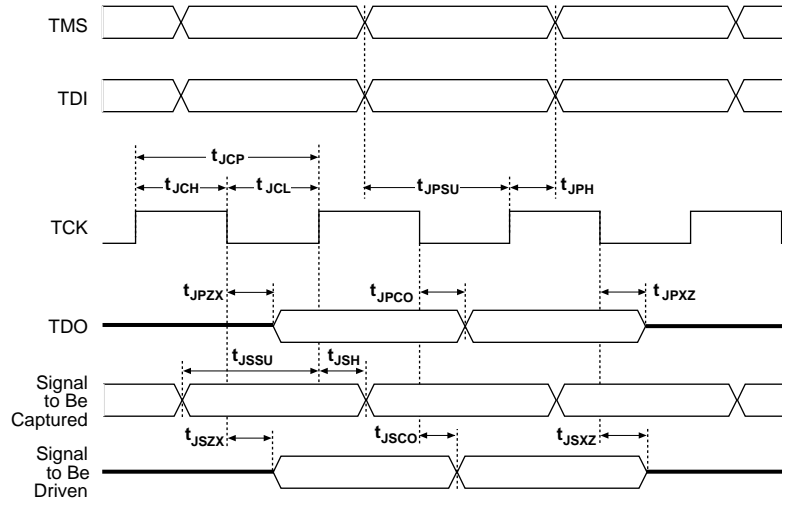 TMS
TDI
tJCP
tJCH
tJCL
tJPSU
tJPH
TCK
tJPZX
tJPCO
tJPXZ
TDO
tJSSU
tJSH
Signal
to Be
Captured
tJSZX
tJSCO
tJSXZ
Signal
to Be
Driven